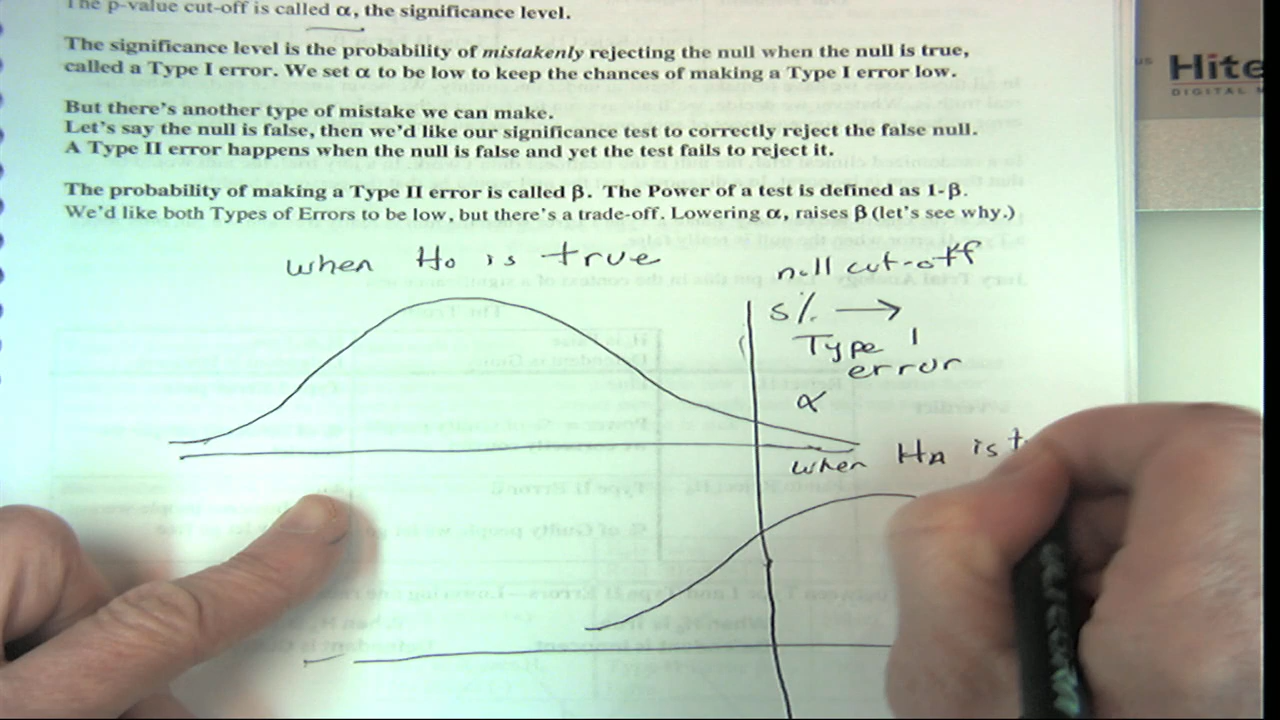 The p-value cut-off is called α, the significance level.
The significance level is the probability of mistakenly rejecting the null when the null is true,
called a Type I error. We set α to be low to keep the chances of making a Type I error low.
But there's another type of mistake we can make.
Let's say the null is false, then we'd like our significance test to correctly reject the false null.
A Type II error happens when the null is false and yet the test fails to reject it.
The probability of making a Type II error is called β. The Power of a test is defined as 1-β.
We'd like both Types of Errors to be low, but there's a trade-off. Lowering α, raises β (let's see why.)
when Ho is true
null cut-off
5% →
Type 1
error
α
when HA is t
Hite
DIGITAL